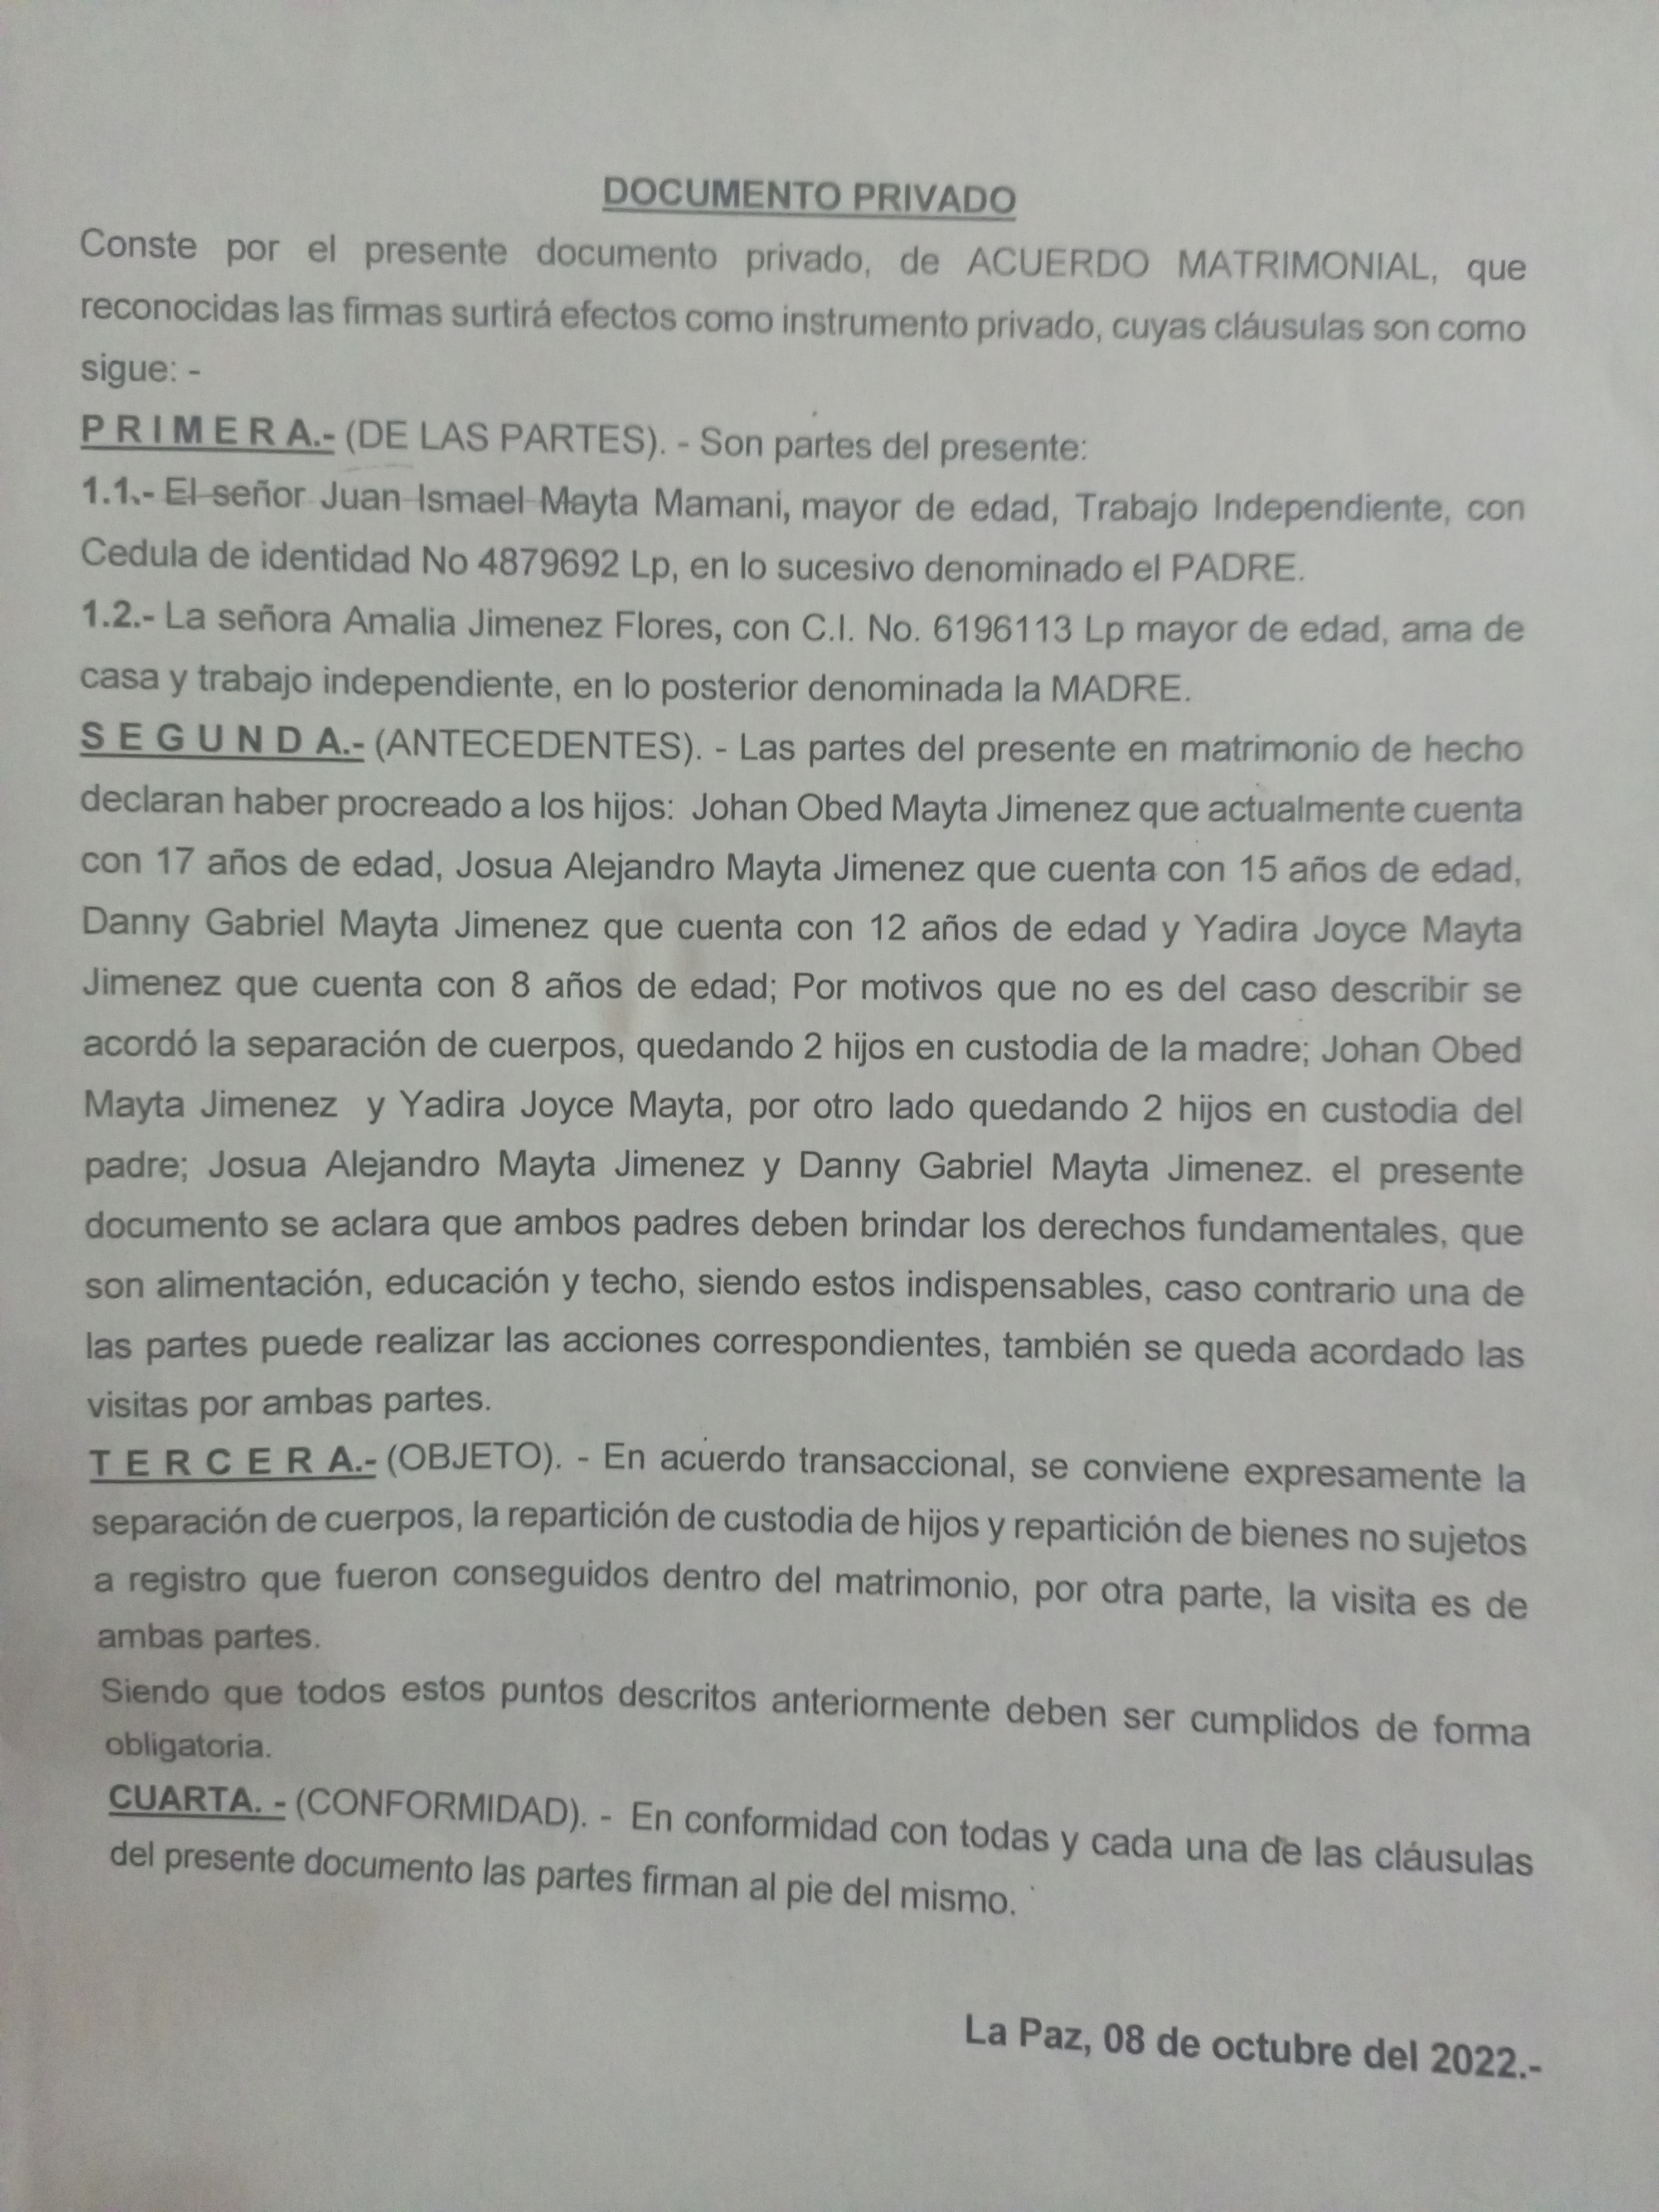 DOCUMENTO PRIVADO
Conste por el presente documento privado, de ACUERDO MATRIMONIAL, que
reconocidas las firmas surtirá efectos como instrumento privado, cuyas cláusulas son como
sigue: -
P R I M E R A.- (DE LAS PARTES). - Son partes del presente:
1.1.- El señor Juan Ismael Mayta Mamani, mayor de edad, Trabajo Independiente, con
Cedula de identidad No 4879692 Lp, en lo sucesivo denominado el PADRE.
1.2.- La señora Amalia Jimenez Flores, con C.I. No. 6196113 Lp mayor de edad, ama de
casa y trabajo independiente, en lo posterior denominada la MADRE.
S E G U N D A.- (ANTECEDENTES). - Las partes del presente en matrimonio de hecho
declaran haber procreado a los hijos: Johan Obed Mayta Jimenez que actualmente cuenta
con 17 años de edad, Josua Alejandro Mayta Jimenez que cuenta con 15 años de edad,
Danny Gabriel Mayta Jimenez que cuenta con 12 años de edad y Yadira Joyce Mayta
Jimenez que cuenta con 8 años de edad; Por motivos que no es del caso describir se
acordó la separación de cuerpos, quedando 2 hijos en custodia de la madre; Johan Obed
Mayta Jimenez y Yadira Joyce Mayta, por otro lado quedando 2 hijos en custodia del
padre; Josua Alejandro Mayta Jimenez y Danny Gabriel Mayta Jimenez. el presente
documento se aclara que ambos padres deben brindar los derechos fundamentales, que
son alimentación, educación y techo, siendo estos indispensables, caso contrario una de
las partes puede realizar las acciones correspondientes, también se queda acordado las
visitas por ambas partes.
T E R C E R A.- (OBJETO). - En acuerdo transaccional, se conviene expresamente la
separación de cuerpos, la repartición de custodia de hijos y repartición de bienes no sujetos
a registro que fueron conseguidos dentro del matrimonio, por otra parte, la visita es de
ambas partes.
Siendo que todos estos puntos descritos anteriormente deben ser cumplidos de forma
obligatoria.
CUARTA. - (CONFORMIDAD). - En conformidad con todas y cada una de las cláusulas
del presente documento las partes firman al pie del mismo.
La Paz, 08 de octubre del 2022.-